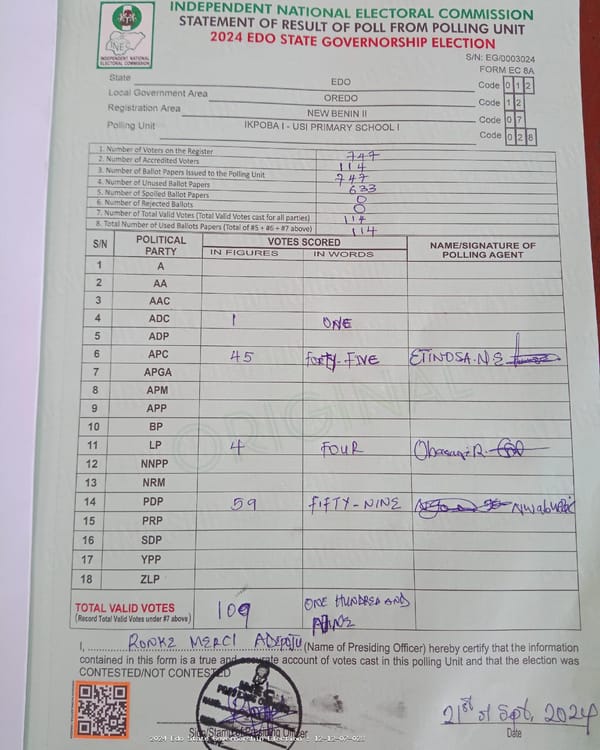 INDEPENDENT NATIONAL ELECTORAL COMMISSION
STATEMENT OF RESULT OF POLL FROM POLLING UNIT
2024 EDO STATE GOVERNORSHIP ELECTION
INEC
INDEPENDENT NATIONAL ELECTORAL COMMISSION
S/N: EG/0003024
FORM EC 8A
State EDO Code 0 1 2
Local Government Area OREDO Code 1 2
Registration Area NEW BENIN II Code 0 7
Polling Unit IKPOBA I - USI PRIMARY SCHOOL I Code 0 2 8
1. Number of Voters on the Register 747
2. Number of Accredited Voters 114
3. Number of Ballot Papers Issued to the Polling Unit 747
4. Number of Unused Ballot Papers 633
5. Number of Spoiled Ballot Papers 0
6. Number of Rejected Ballots 0
7. Number of Total Valid Votes (Total Valid Votes cast for all parties) 114
8. Total Number of Used Ballots Papers (Total of #5 + #6 + #7 above) 114
S/N POLITICAL PARTY VOTES SCORED NAME/SIGNATURE OF POLLING AGENT
IN FIGURES IN WORDS
1 A
2 AA
3 AAC
4 ADC 1 ONE
5 ADP
6 APC 45 FORTY-FIVE ETINOSA.N.E
7 APGA
8 APM
9 APP
10 BP
11 LP 4 FOUR
12 NNPP
13 NRM
14 PDP 59 FIFTY-NINE
15 PRP
16 SDP
17 YPP
18 ZLP
ORIGINAL
TOTAL VALID VOTES 109 ONE HUNDRED AND
(Record Total Valid Votes under #7 above) NINE
I, RONKE MERCI ADEPOJU (Name of Presiding Officer) hereby certify that the information
contained in this form is a true and accurate account of votes cast in this polling Unit and that the election was
CONTESTED/NOT CONTESTED
21st of Sept, 2024
Officer Date
2024 Edo State Governorship Election - 12-12-07-028